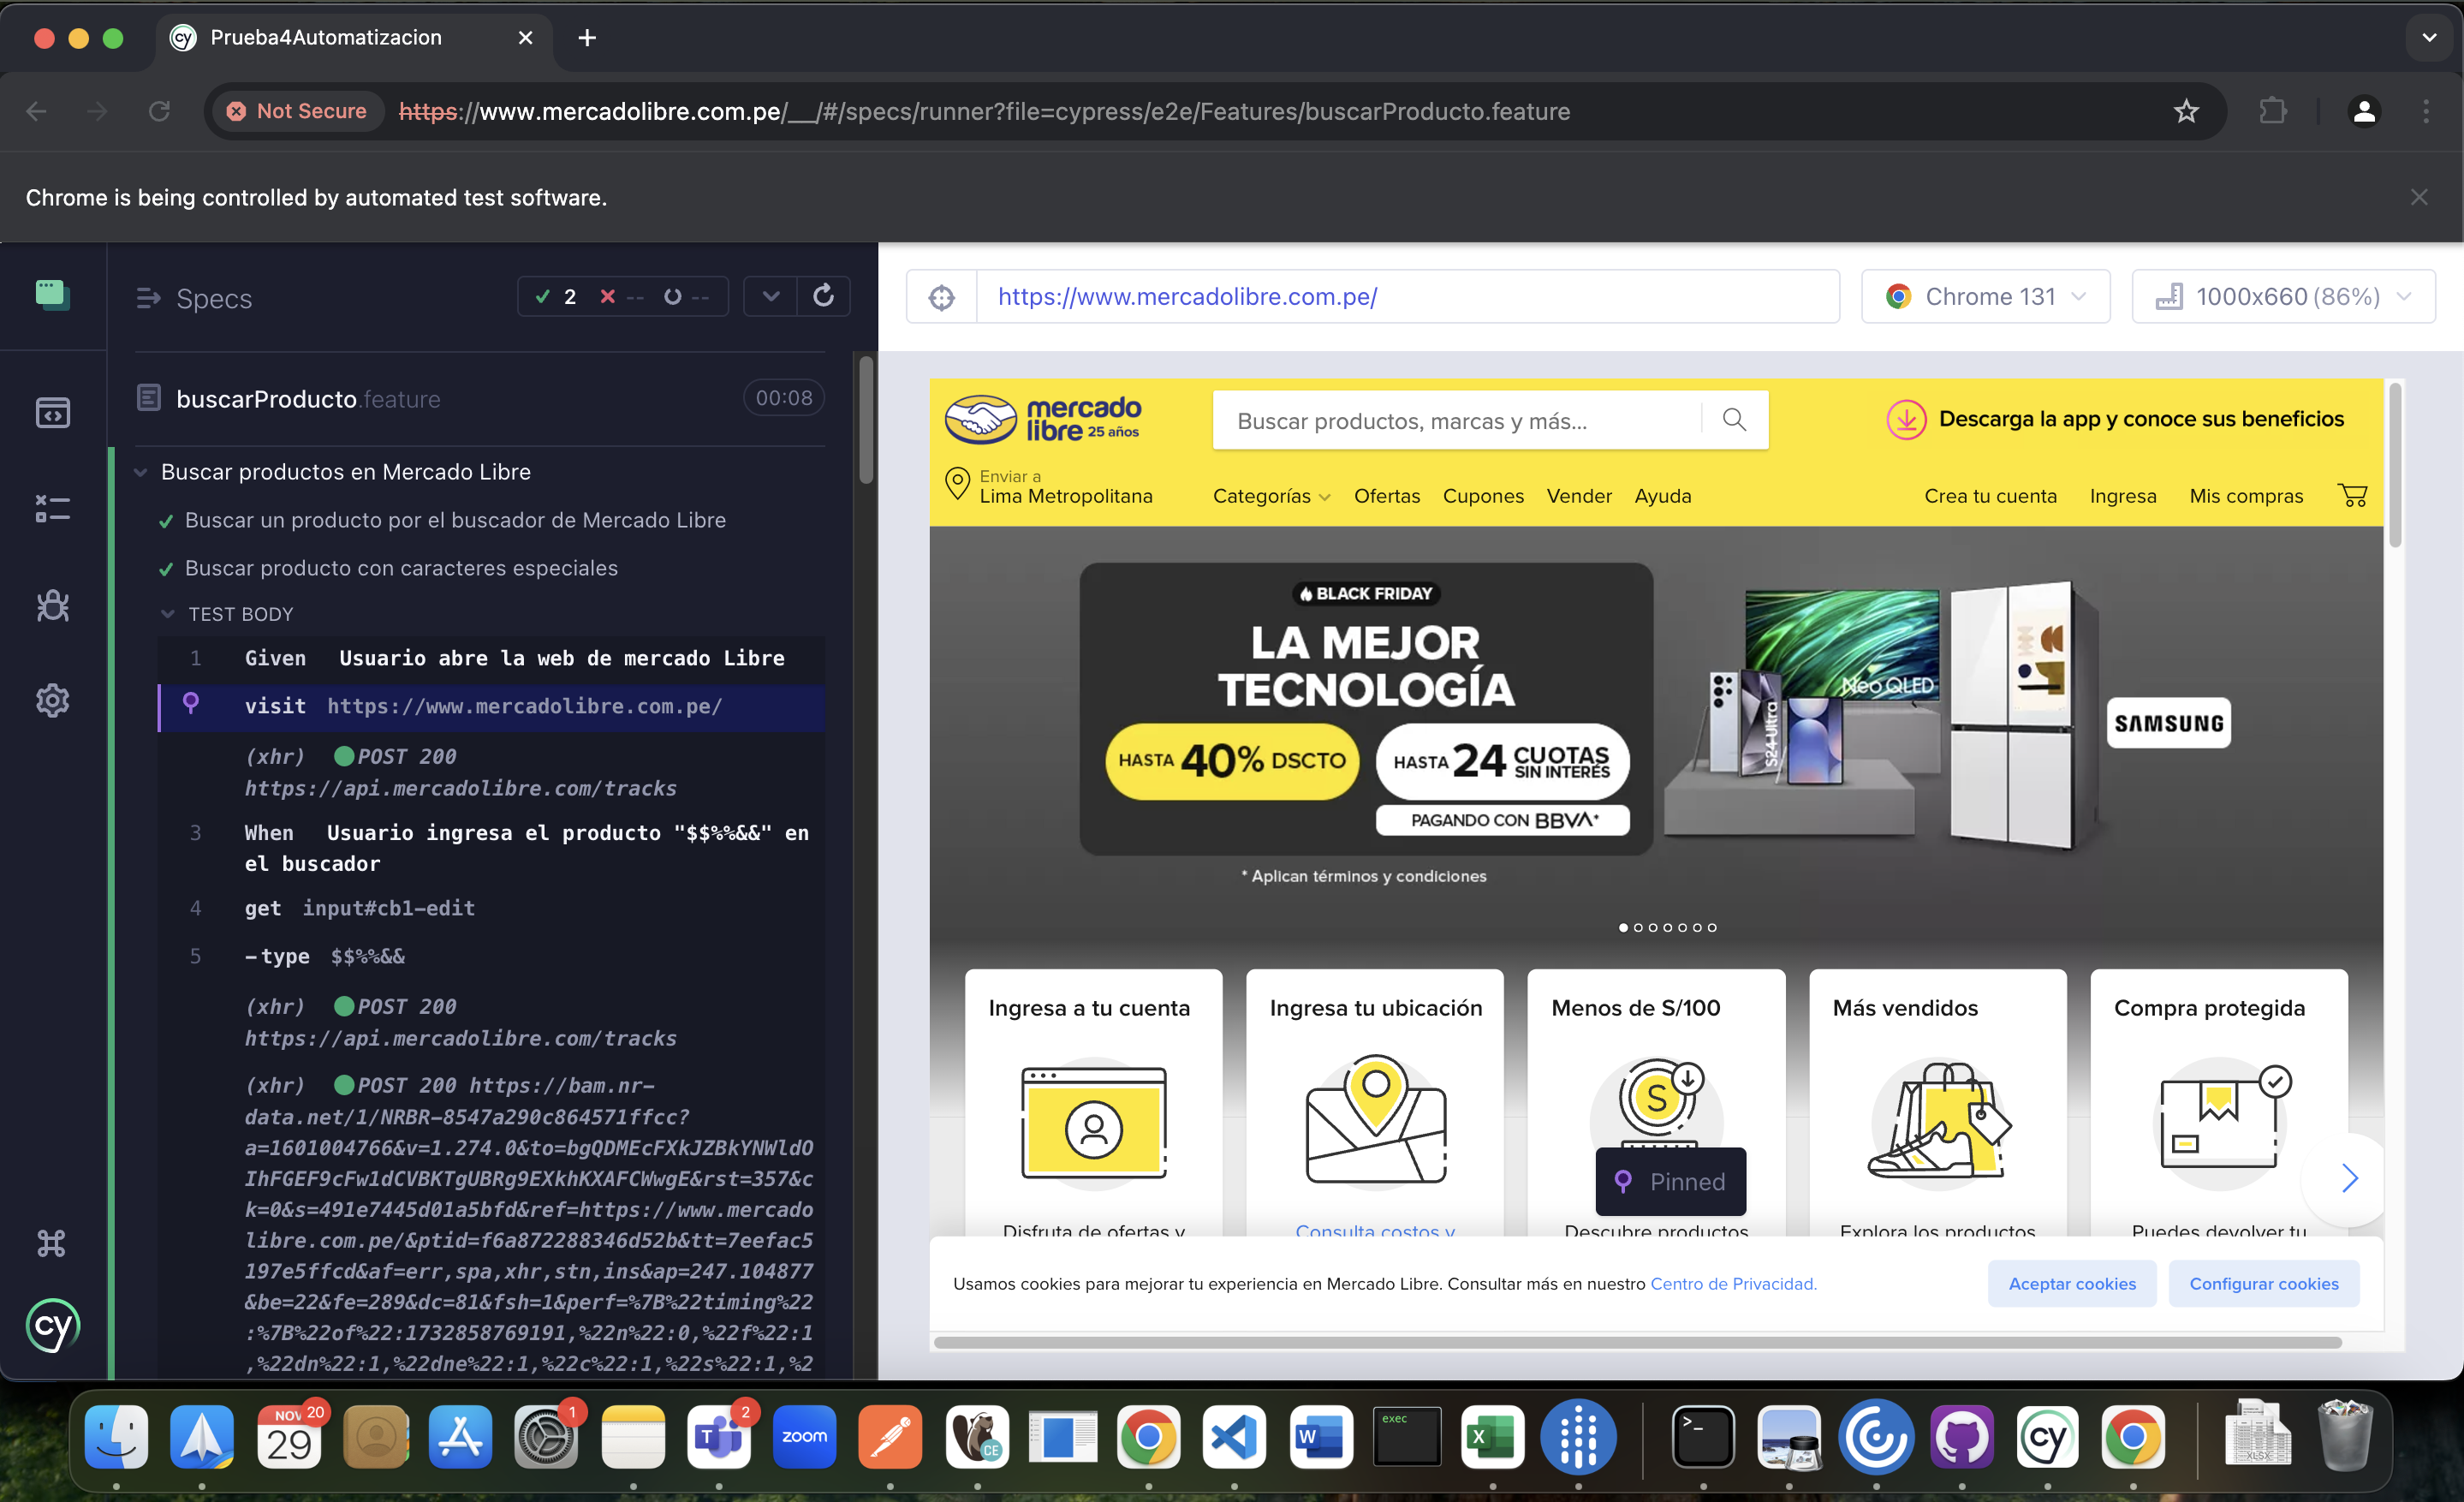 Prueba4Automatizacion
Not Secure https://www.mercadolibre.com.pe/__/#/specs/runner?file=cypress/e2e/Features/buscarProducto.feature
Chrome is being controlled by automated test software.
Specs
2 -- --
buscarProducto.feature
00:08
Buscar productos en Mercado Libre
Buscar un producto por el buscador de Mercado Libre
Buscar producto con caracteres especiales
TEST BODY
1 Given Usuario abre la web de mercado Libre
visit https://www.mercadolibre.com.pe/
(xhr) POST 200
https://api.mercadolibre.com/tracks
3 When Usuario ingresa el producto "$$%%&&" en
el buscador
4 get input#cb1-edit
5 -type $$%%&&
(xhr) POST 200
https://api.mercadolibre.com/tracks
(xhr) POST 200 https://bam.nr-
data.net/1/NRBR-8547a290c864571ffcc?
a=1601004766&v=1.274.0&to=bgQDMEcFXkJZBkYNWldO
IhFGEF9cFw1dCVBKTgUBRg9EXkhKXAFCWwgE&rst=357&c
k=0&s=491e7445d01a5bfd&ref=https://www.mercado
libre.com.pe/&ptid=f6a872288346d52b&tt=7eefac5
197e5ffcd&af=err,spa,xhr,stn,ins&ap=247.104877
&be=22&fe=289&dc=81&fsh=1&perf=%7B%22timing%22
:%7B%22of%22:1732858769191,%22n%22:0,%22f%22:1
,%22dn%22:1,%22dne%22:1,%22c%22:1,%22s%22:1,%2
cy
https://www.mercadolibre.com.pe/
Chrome 131
1000x660 (86%)
mercado
libre 25 años
Buscar productos, marcas y más...
Descarga la app y conoce sus beneficios
Enviar a
Lima Metropolitana
Categorías Ofertas Cupones Vender Ayuda
Crea tu cuenta Ingresa Mis compras
BLACK FRIDAY
LA MEJOR
TECNOLOGÍA
HASTA 40% DSCTO
HASTA 24 CUOTAS
SIN INTERÉS
PAGANDO CON BBVA*
* Aplican términos y condiciones
Neo QLED
S24 Ultra
SAMSUNG
Ingresa a tu cuenta
Ingresa tu ubicación
Menos de S/100
Más vendidos
Compra protegida
S
Pinned
Disfruta de ofertas y
Consulta costos y
Descubre productos
Explora los productos
Puedes devolver tu
Usamos cookies para mejorar tu experiencia en Mercado Libre. Consultar más en nuestro Centro de Privacidad.
Aceptar cookies
Configurar cookies
NOV 20
29
1
T 2
zoom
CE
W
exec
X
>_
cy
XLSX